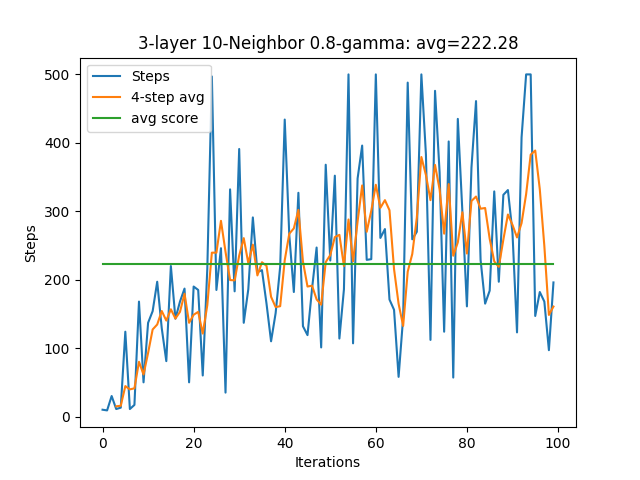 3-layer 10-Neighbor 0.8-gamma: avg=222.28
Steps
4-step avg
avg score
500
400
300
200
100
0
Steps
0 20 40 60 80 100
Iterations